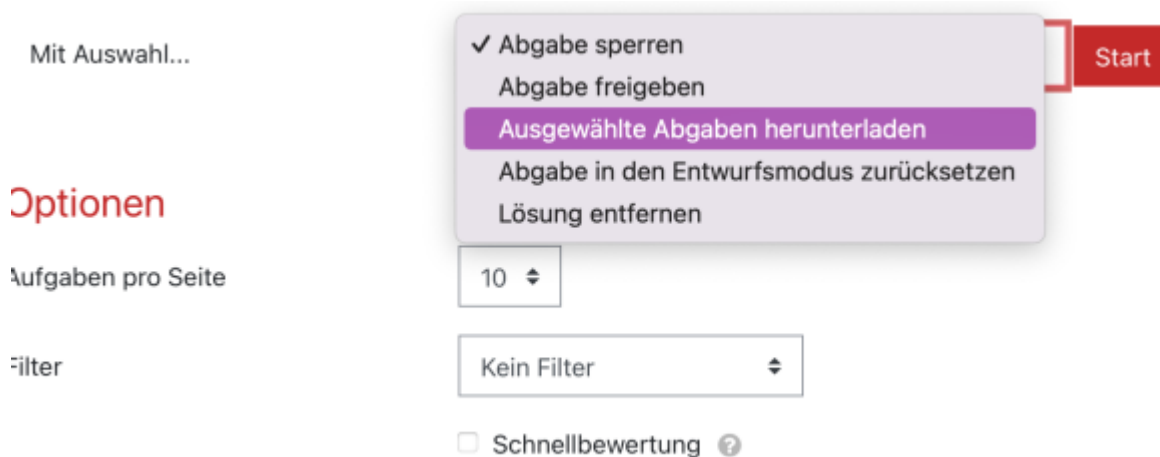 Mit Auswahl...
✓ Abgabe sperren
Abgabe freigeben
Ausgewählte Abgaben herunterladen
Abgabe in den Entwurfsmodus zurücksetzen
Lösung entfernen
Start
Optionen
Aufgaben pro Seite
10
Filter
Kein Filter
Schnellbewertung